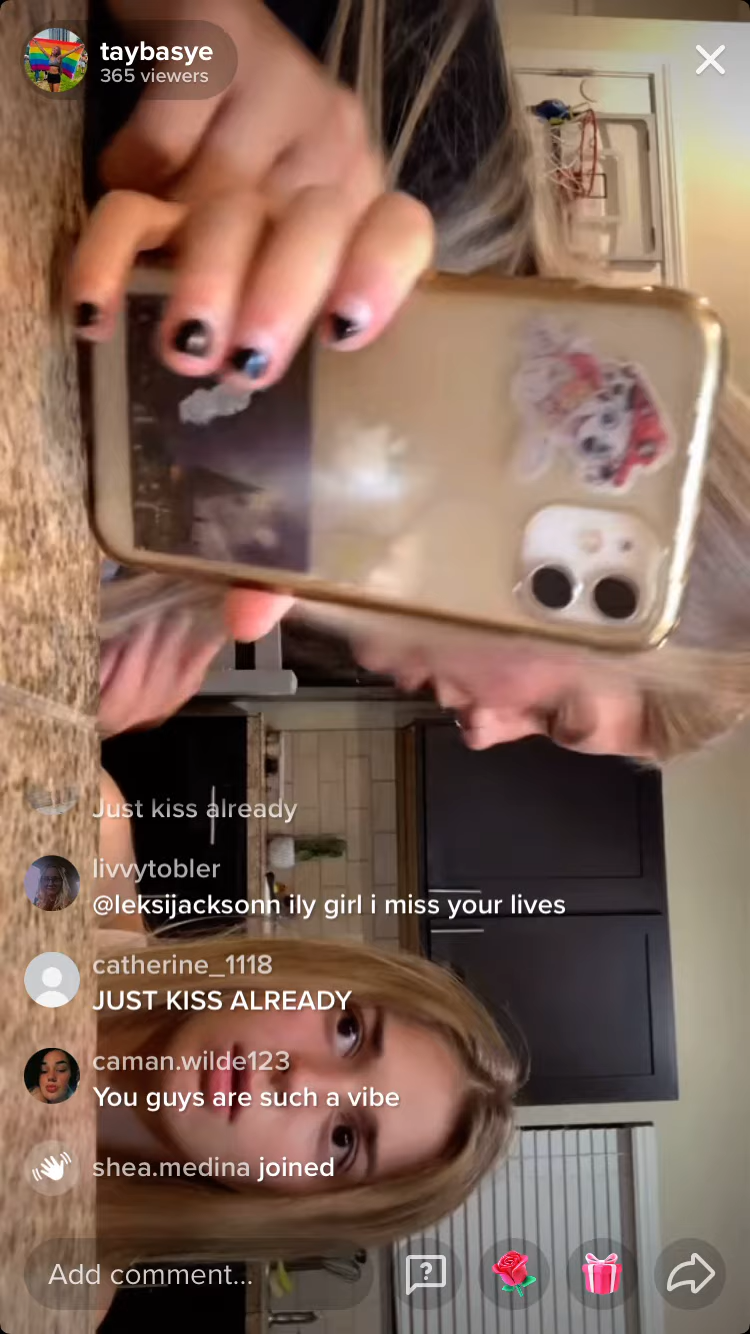 taybasye
365 viewers
Just kiss already
livvytobler
@leksijacksonn ily girl i miss your lives
catherine_1118
JUST KISS ALREADY
caman.wilde123
You guys are such a vibe
shea.medina joined
Add comment...